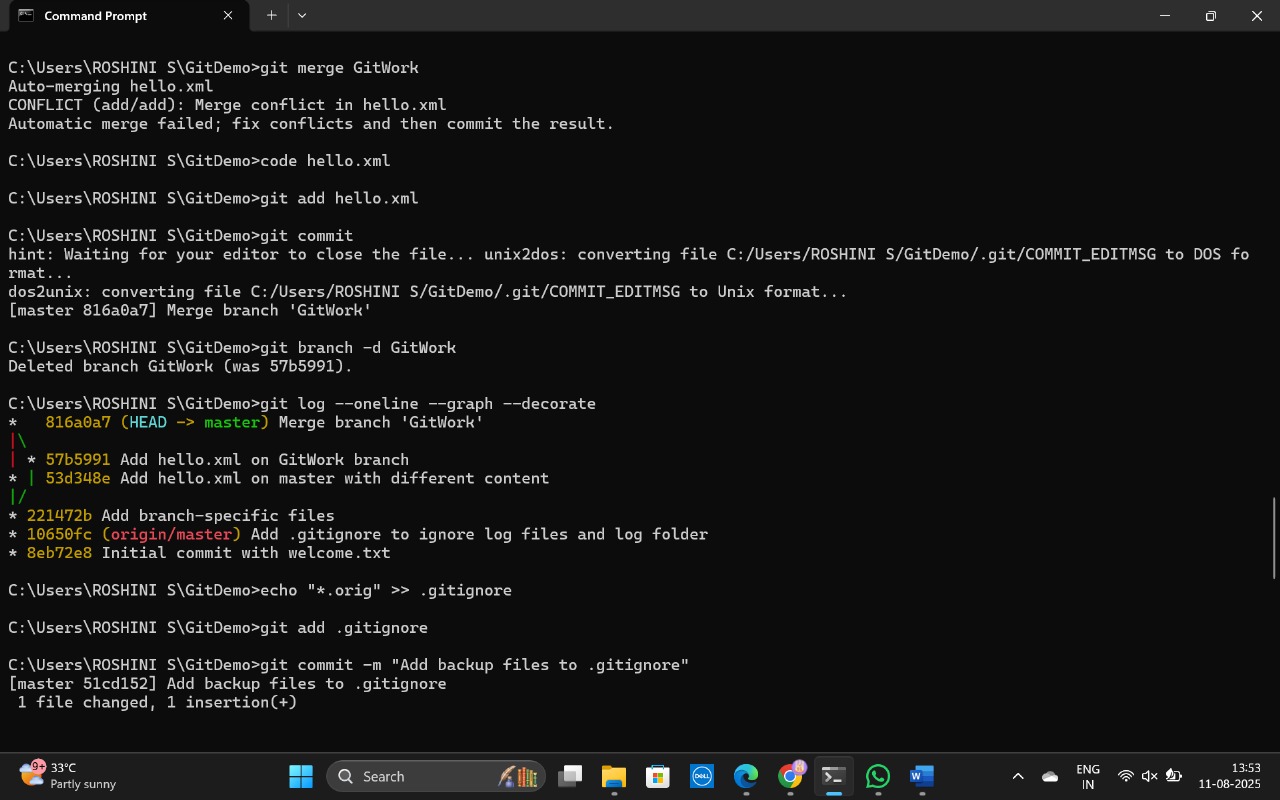 Command Prompt
C:\Users\ROSHINI S\GitDemo>git merge GitWork
Auto-merging hello.xml
CONFLICT (add/add): Merge conflict in hello.xml
Automatic merge failed; fix conflicts and then commit the result.
C:\Users\ROSHINI S\GitDemo>code hello.xml
C:\Users\ROSHINI S\GitDemo>git add hello.xml
C:\Users\ROSHINI S\GitDemo>git commit
hint: Waiting for your editor to close the file... unix2dos: converting file C:/Users/ROSHINI S/GitDemo/.git/COMMIT_EDITMSG to DOS fo
rmat...
dos2unix: converting file C:/Users/ROSHINI S/GitDemo/.git/COMMIT_EDITMSG to Unix format...
[master 816a0a7] Merge branch 'GitWork'
C:\Users\ROSHINI S\GitDemo>git branch -d GitWork
Deleted branch GitWork (was 57b5991).
C:\Users\ROSHINI S\GitDemo>git log --oneline --graph --decorate
*   816a0a7 (HEAD -> master) Merge branch 'GitWork'
|\
| * 57b5991 Add hello.xml on GitWork branch
* | 53d348e Add hello.xml on master with different content
|/
* 221472b Add branch-specific files
* 10650fc (origin/master) Add .gitignore to ignore log files and log folder
* 8eb72e8 Initial commit with welcome.txt
C:\Users\ROSHINI S\GitDemo>echo "*.orig" >> .gitignore
C:\Users\ROSHINI S\GitDemo>git add .gitignore
C:\Users\ROSHINI S\GitDemo>git commit -m "Add backup files to .gitignore"
[master 51cd152] Add backup files to .gitignore
 1 file changed, 1 insertion(+)
9+
33°C
Partly sunny
Search
DELL
W
ENG
IN
13:53
11-08-2025